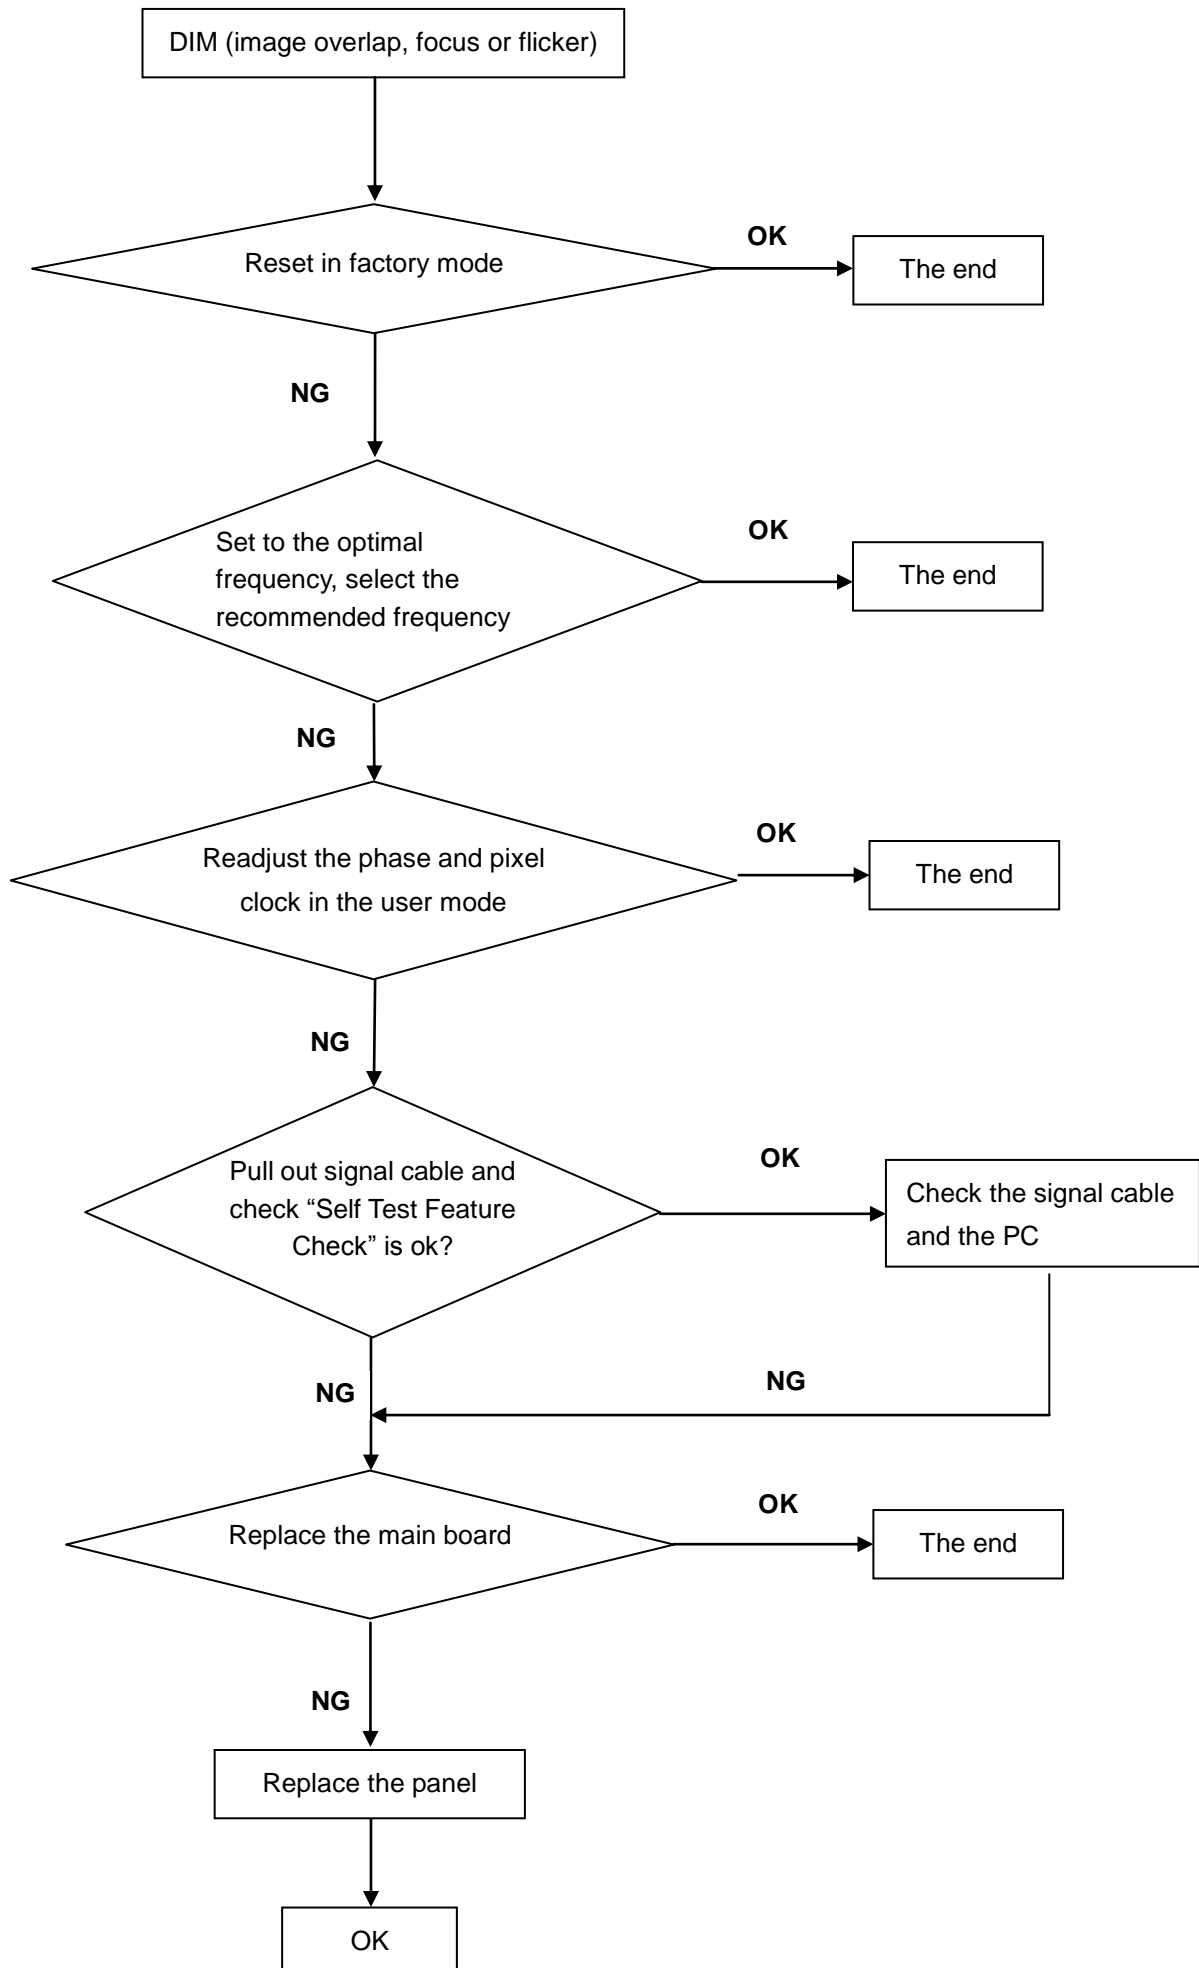 DIM (image overlap, focus or flicker)
OK
Reset in factory mode
The end
NG
OK
Set to the optimal
frequency, select the
recommended frequency
The end
NG
OK
Readjust the phase and pixel
clock in the user mode
The end
NG
OK
Pull out signal cable and
check “Self Test Feature
Check” is ok?
Check the signal cable
and the PC
NG
NG
OK
Replace the main board
The end
NG
Replace the panel
OK